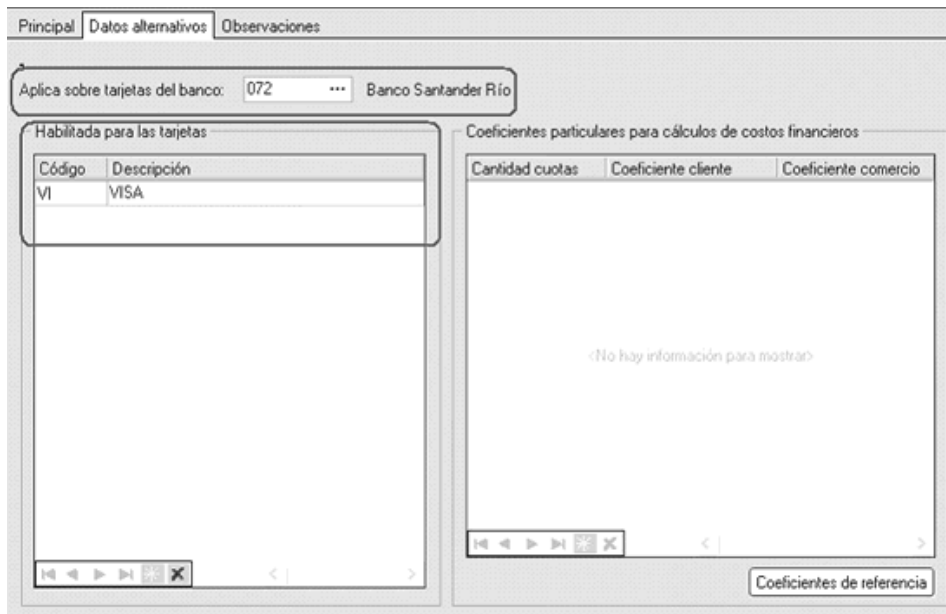 Principal Datos alternativos Observaciones
Aplica sobre tarjetas del banco: 072 ... Banco Santander Río
Habilitada para las tarjetas
Código Descripción
VI VISA
Coeficientes particulares para cálculos de costos financieros
Cantidad cuotas Coeficiente cliente Coeficiente comercio
<No hay información para mostrar>
Coeficientes de referencia